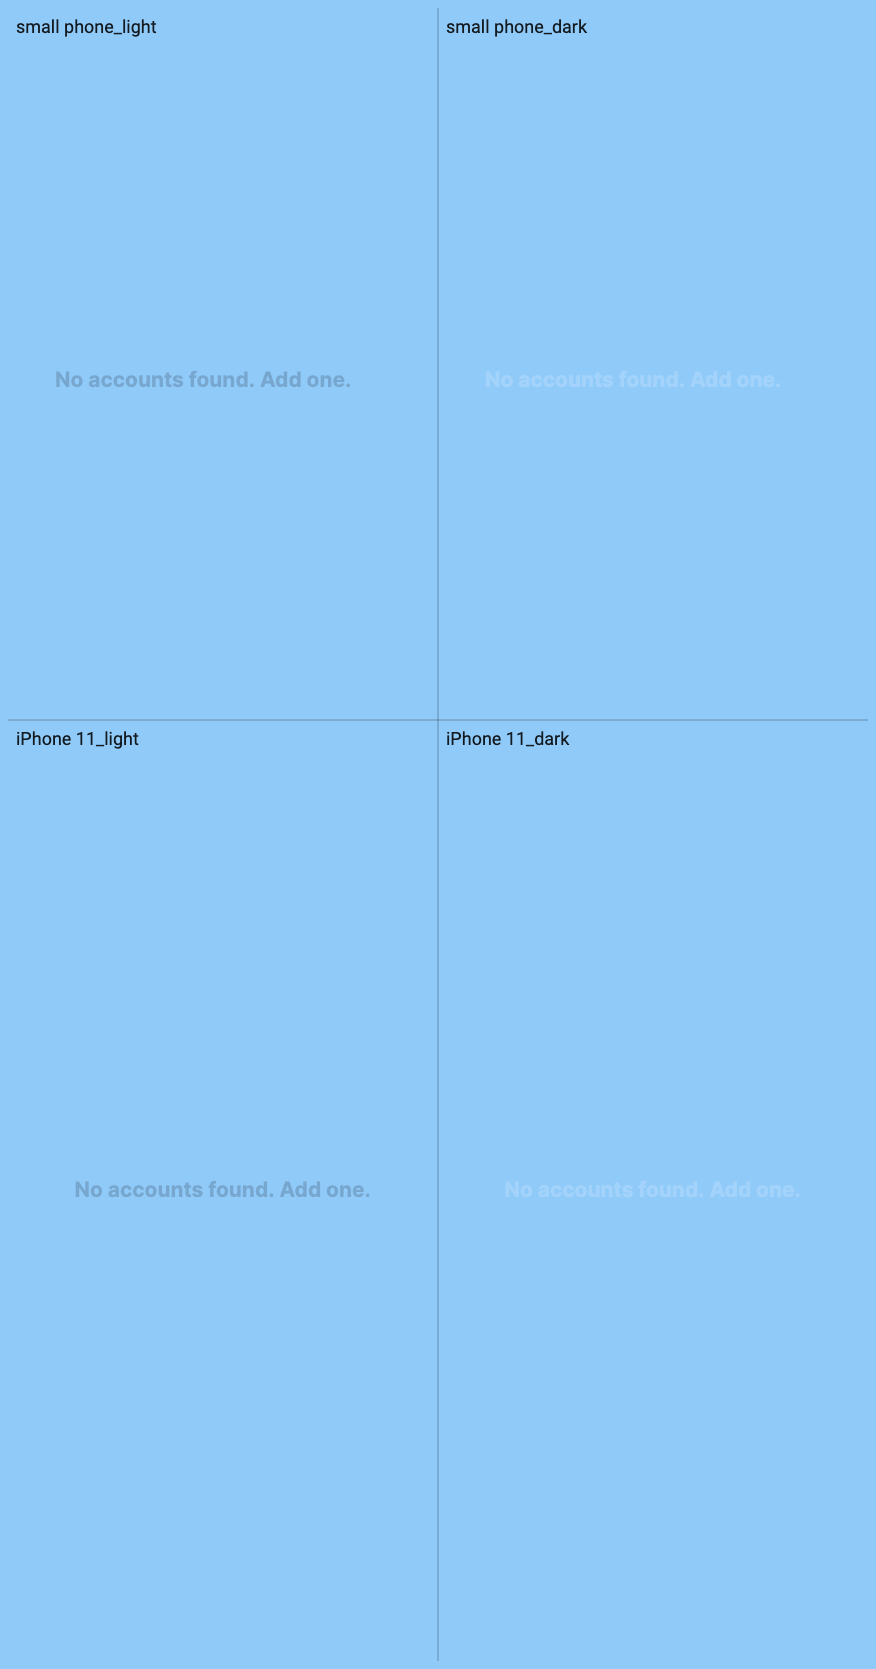 small phone_light
small phone_dark
No accounts found. Add one.
No accounts found. Add one.
iPhone 11_light
iPhone 11_dark
No accounts found. Add one.
No accounts found. Add one.